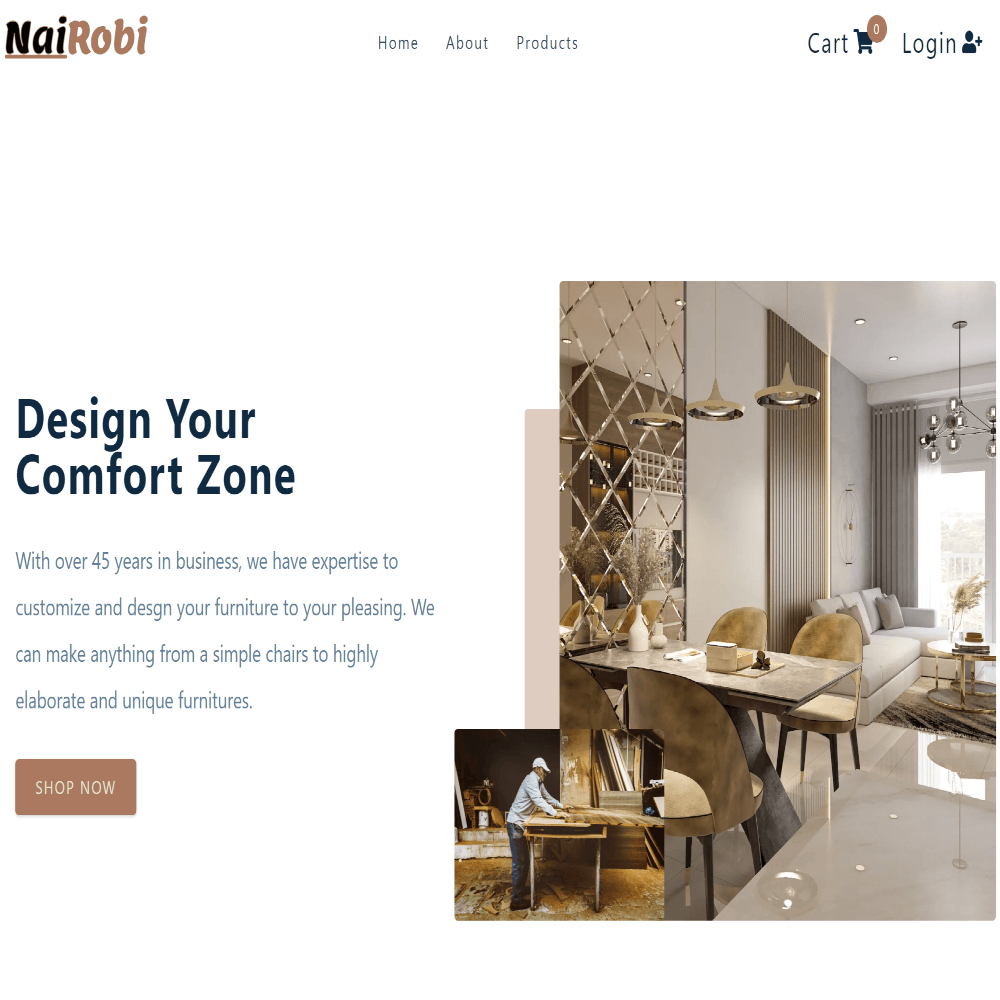 NaiRobi
Home About Products
Cart 0 Login
Design Your
Comfort Zone
With over 45 years in business, we have expertise to
customize and desgn your furniture to your pleasing. We
can make anything from a simple chairs to highly
elaborate and unique furnitures.
SHOP NOW